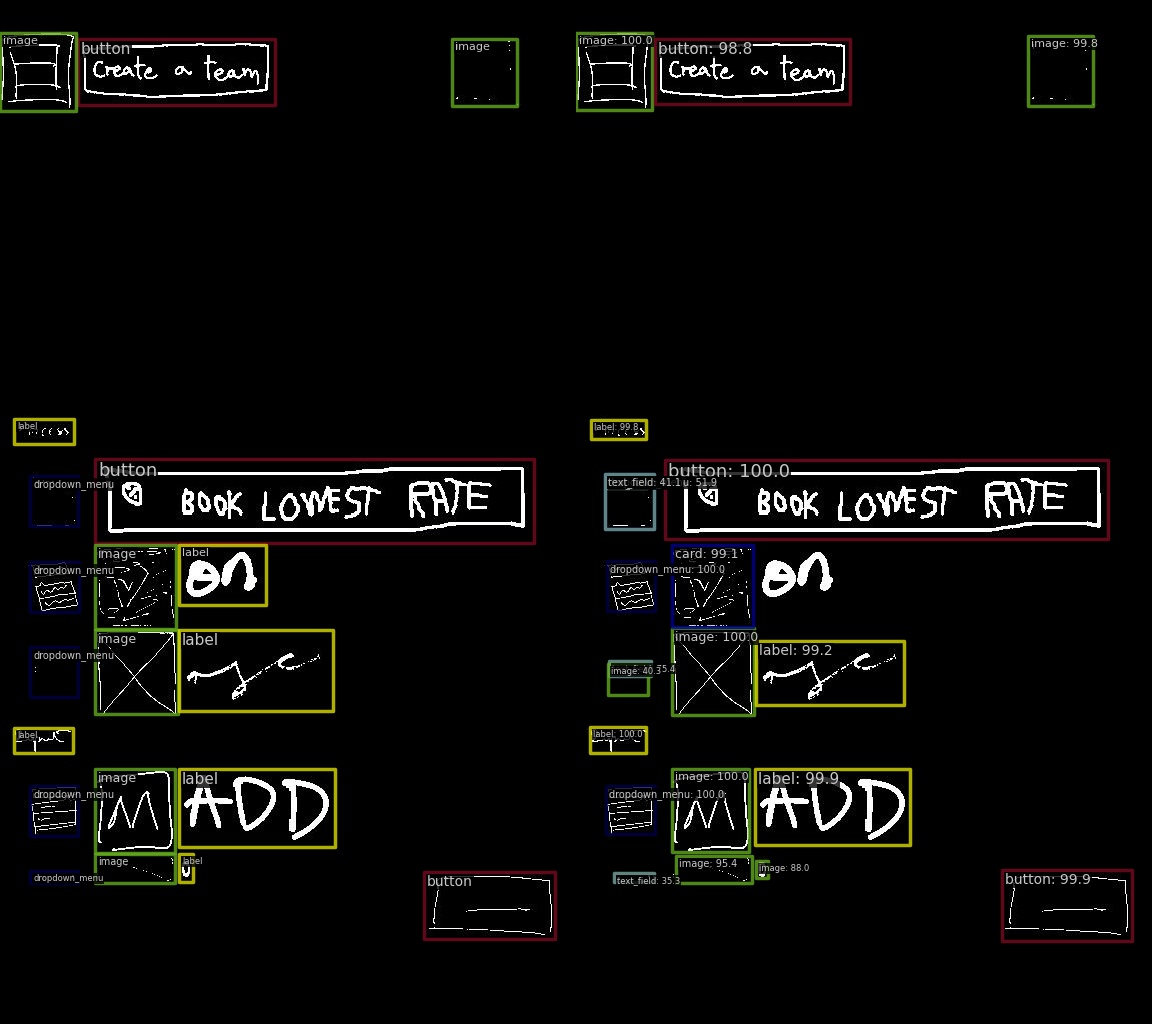 image image: 100.0
button button: 98.8
Create a team Create a team
image image: 99.8
label label: 99.8
button button: 100.0
dropdown_menu text_field: 41.1
BOOK LOWEST RATE BOOK LOWEST RATE
image label card: 99.1
dropdown_menu dropdown_menu: 100.0
on on
image label image: 100.0
dropdown_menu label: 99.2
image: 40.3
label label: 100.0
image label image: 100.0 label: 99.9
dropdown_menu dropdown_menu: 100.0
ADD ADD
M M
image label image: 95.4 image: 88.0
dropdown_menu text_field: 35.3
button button: 99.9